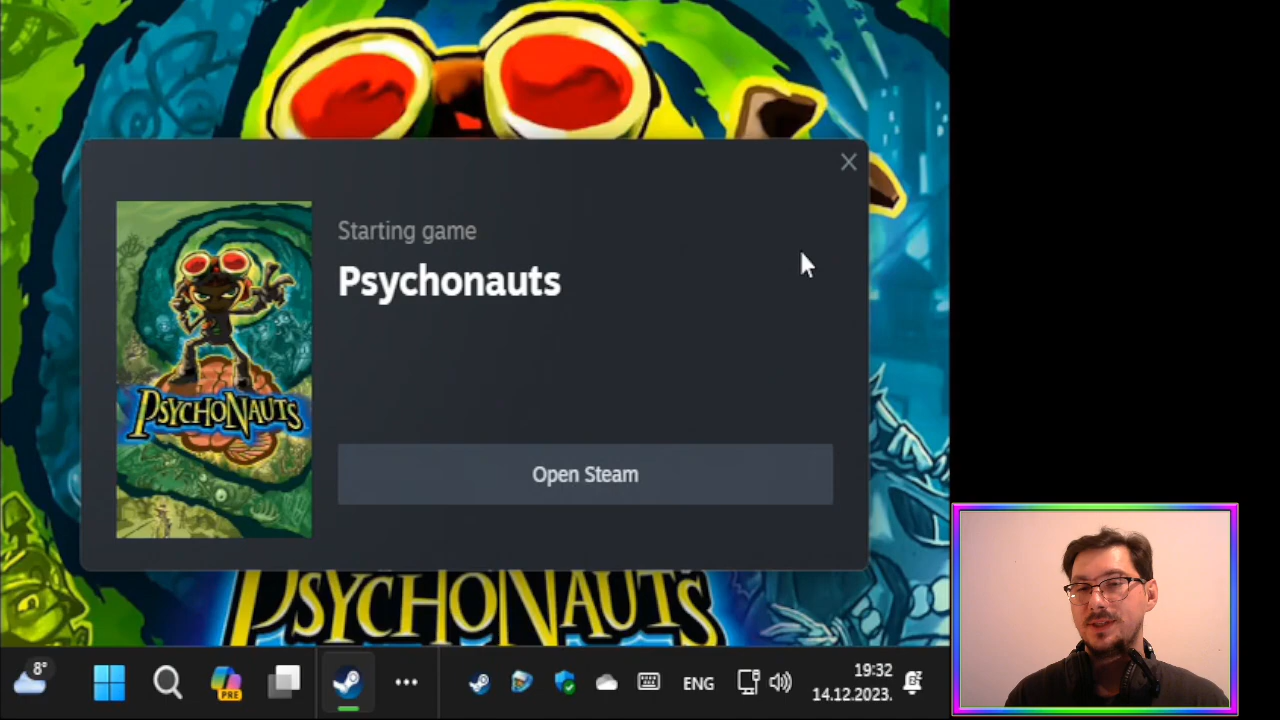 Starting game
Psychonauts
PSYCHONAUTS
Open Steam
PSYCHONAUTS
8°
PRE
ENG
19:32
14.12.2023.